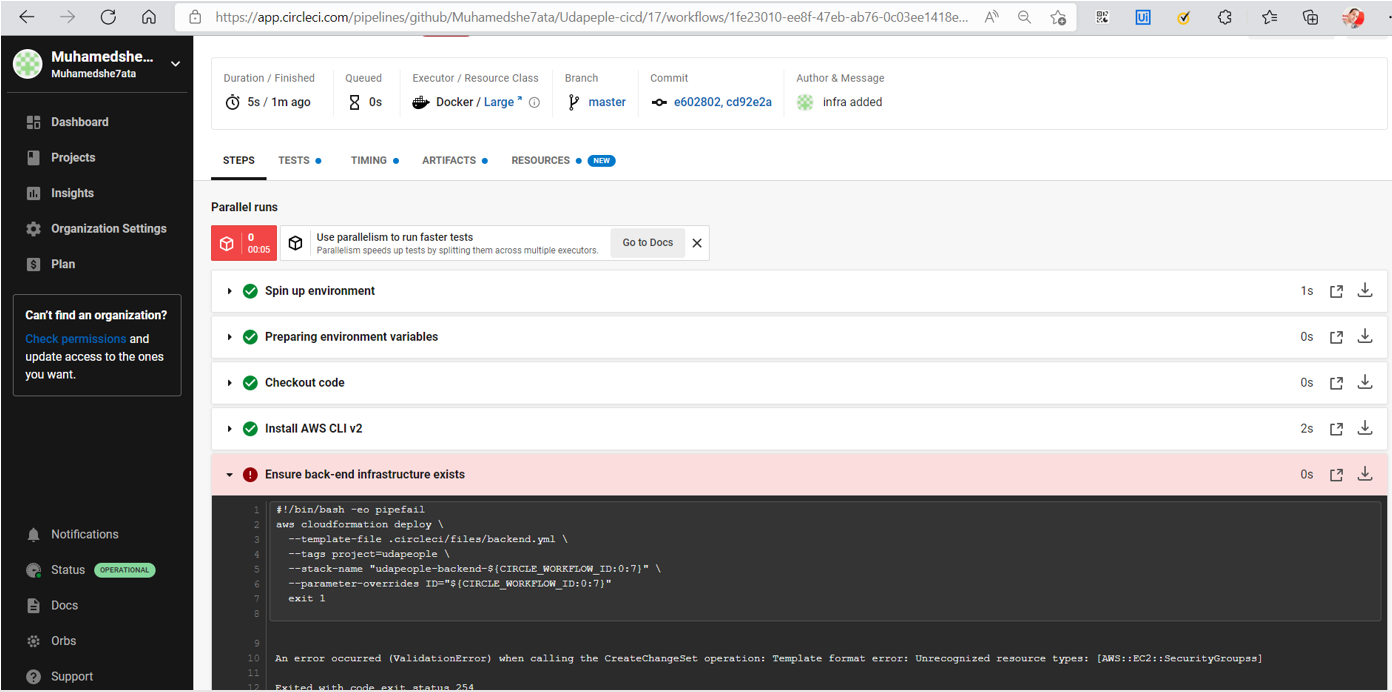 https://app.circleci.com/pipelines/github/Muhamedshe7ata/Udapeple-cicd/17/workflows/1fe23010-ee8f-47eb-ab76-0c03ee1418e...
Muhamedshe...
Muhamedshe7ata
Dashboard
Projects
Insights
Organization Settings
Plan
Can't find an organization?
Check permissions and
update access to the ones
you want.
Notifications
Status OPERATIONAL
Docs
Orbs
Support
Duration / Finished
5s / 1m ago
Queued
0s
Executor / Resource Class
Docker / Large
Branch
master
Commit
e602802, cd92e2a
Author & Message
infra added
STEPS TESTS TIMING ARTIFACTS RESOURCES NEW
Parallel runs
0
00:05
Use parallelism to run faster tests
Parallelism speeds up tests by splitting them across multiple executors.
Go to Docs
Spin up environment 1s
Preparing environment variables 0s
Checkout code 0s
Install AWS CLI v2 2s
Ensure back-end infrastructure exists 0s
1 #!/bin/bash -eo pipefail
2 aws cloudformation deploy \
3 --template-file .circleci/files/backend.yml \
4 --tags project=udapeople \
5 --stack-name "udapeople-backend-${CIRCLE_WORKFLOW_ID:0:7}" \
6 --parameter-overrides ID="${CIRCLE_WORKFLOW_ID:0:7}"
7 exit 1
8
9
10 An error occurred (ValidationError) when calling the CreateChangeSet operation: Template format error: Unrecognized resource types: [AWS::EC2::SecurityGroupss]
11
12 Exited with code exit status 254